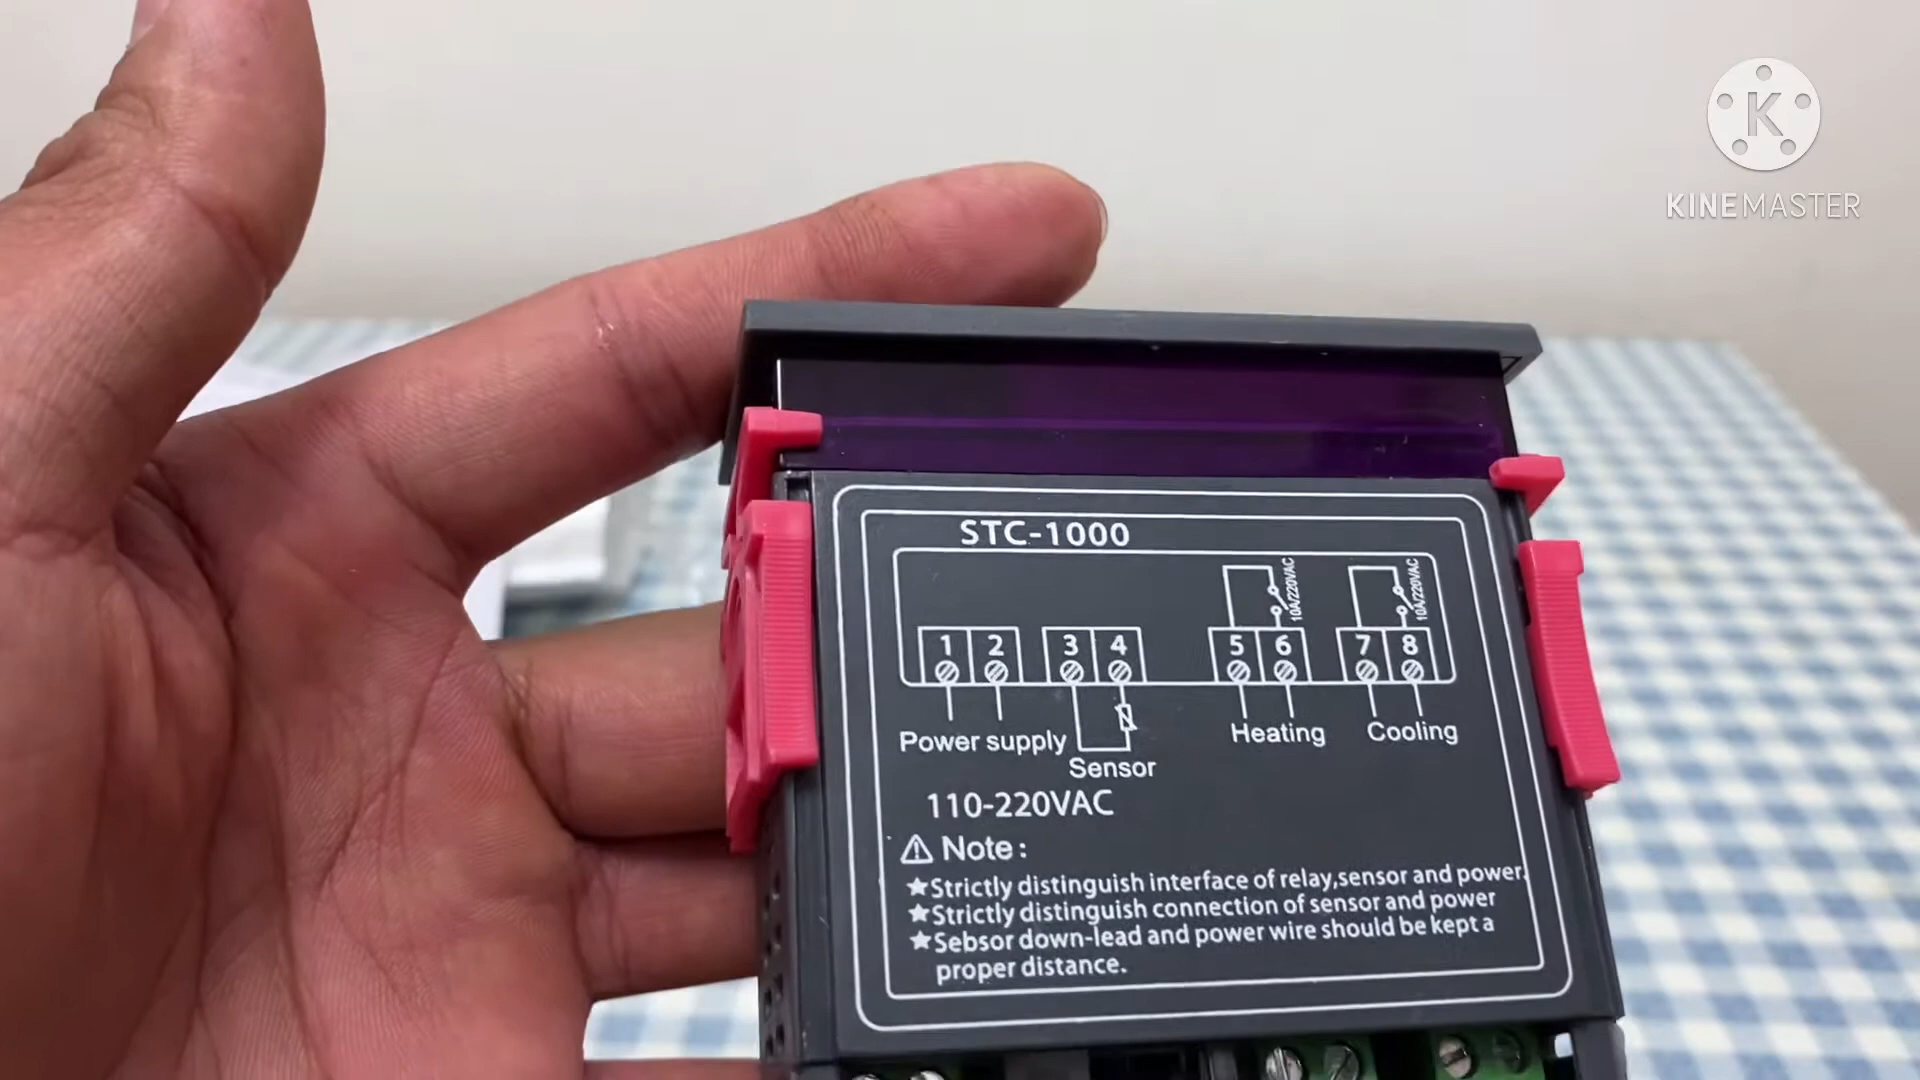 K
KINEMASTER
STC-1000
10A/220VAC 10A/220VAC
1 2 3 4 5 6 7 8
Power supply Sensor Heating Cooling
110-220VAC
Note:
★Strictly distinguish interface of relay,sensor and power.
★Strictly distinguish connection of sensor and power
★Sebsor down-lead and power wire should be kept a
proper distance.